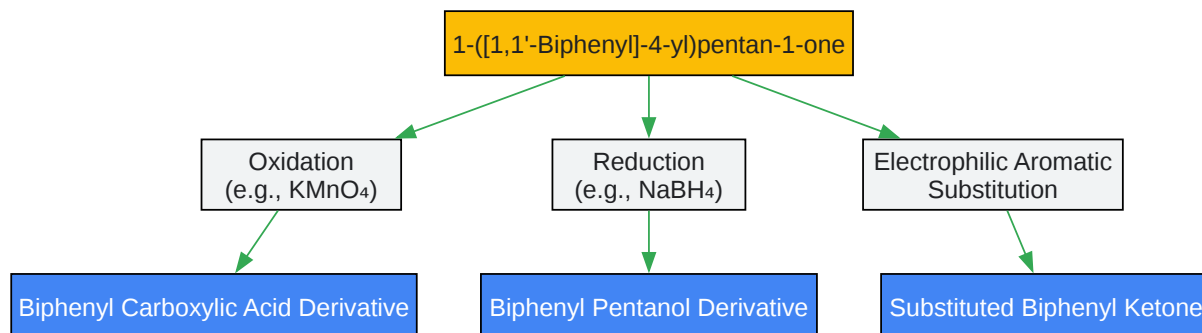 1-([1,1'-Biphenyl]-4-yl)pentan-1-one
Oxidation
(e.g., KMnO₄)
Reduction
(e.g., NaBH₄)
Electrophilic Aromatic
Substitution
Biphenyl Carboxylic Acid Derivative
Biphenyl Pentanol Derivative
Substituted Biphenyl Ketone